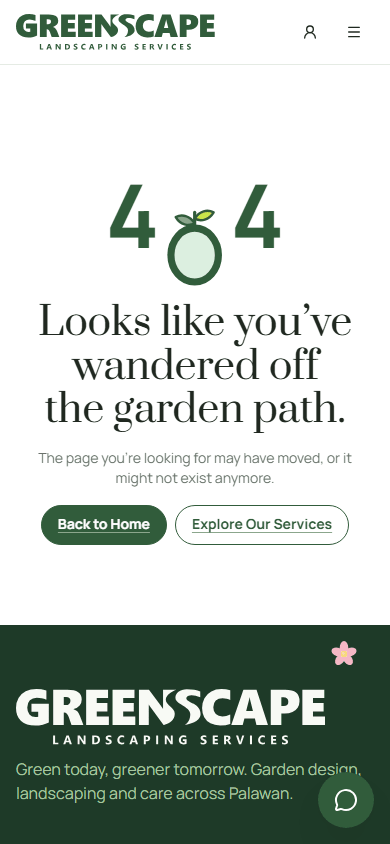 GREENSCAPE
LANDSCAPING SERVICES
4 4
Looks like you’ve
wandered off
the garden path.
The page you’re looking for may have moved, or it
might not exist anymore.
Back to Home
Explore Our Services
GREENSCAPE
LANDSCAPING SERVICES
Green today, greener tomorrow. Garden design,
landscaping and care across Palawan.